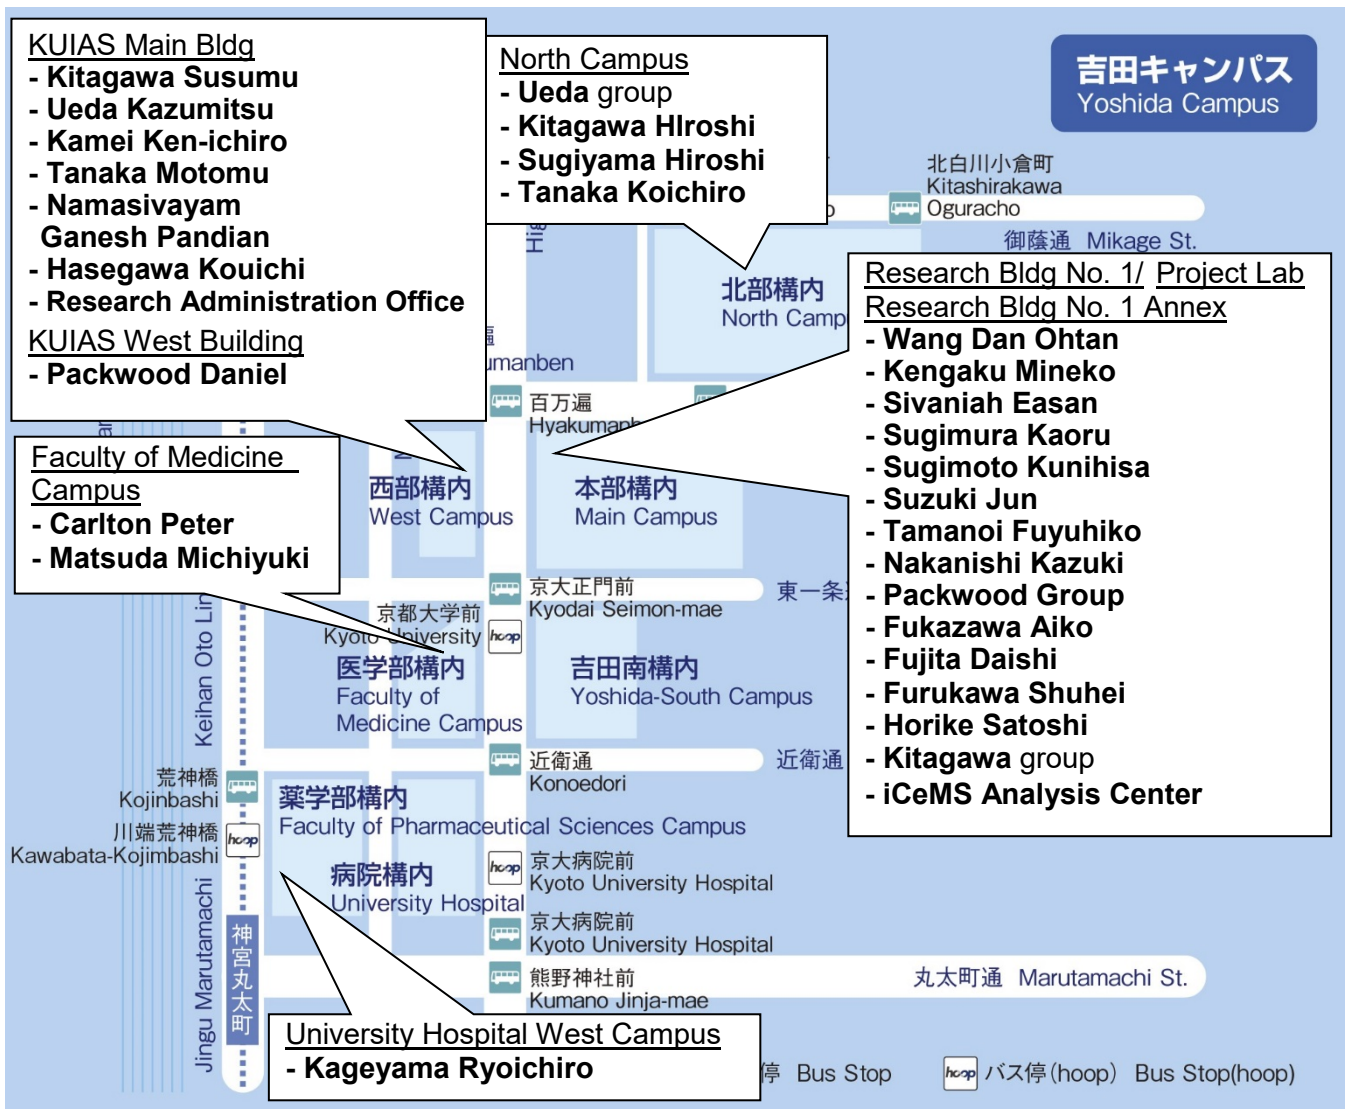 KUIAS Main Bldg
- Kitagawa Susumu
- Ueda Kazumitsu
- Kamei Ken-ichiro
- Tanaka Motomu
- Namasivayam
Ganesh Pandian
- Hasegawa Kouichi
- Research Administration Office
KUIAS West Building
- Packwood Daniel
North Campus
- Ueda group
- Kitagawa HIroshi
- Sugiyama Hiroshi
- Tanaka Koichiro
吉田キャンパス
Yoshida Campus
北白川小倉町
Kitashirakawa
Oguracho
御蔭通 Mikage St.
北部構内
North Camp
Research Bldg No. 1/ Project Lab
Research Bldg No. 1 Annex
- Wang Dan Ohtan
- Kengaku Mineko
- Sivaniah Easan
- Sugimura Kaoru
- Sugimoto Kunihisa
- Suzuki Jun
- Tamanoi Fuyuhiko
- Nakanishi Kazuki
- Packwood Group
- Fukazawa Aiko
- Fujita Daishi
- Furukawa Shuhei
- Horike Satoshi
- Kitagawa group
- iCeMS Analysis Center
umanben
百万遍
Hyakumanb
Faculty of Medicine
Campus
- Carlton Peter
- Matsuda Michiyuki
西部構内
West Campus
本部構内
Main Campus
京大正門前
Kyodai Seimon-mae
東一条
京都大学前
Kyoto University
hoop
医学部構内
Faculty of
Medicine Campus
吉田南構内
Yoshida-South Campus
Keihan Oto Lin
近衛通
Konoedori
近衛通
荒神橋
Kojinbashi
川端荒神橋
Kawabata-Kojimbashi
hoop
薬学部構内
Faculty of Pharmaceutical Sciences Campus
病院構内
University Hospital
hoop
京大病院前
Kyoto University Hospital
京大病院前
Kyoto University Hospital
熊野神社前
Kumano Jinja-mae
丸太町通 Marutamachi St.
神宮丸太町
Jingu Marutamachi
University Hospital West Campus
- Kageyama Ryoichiro
停 Bus Stop
hoop バス停(hoop) Bus Stop(hoop)